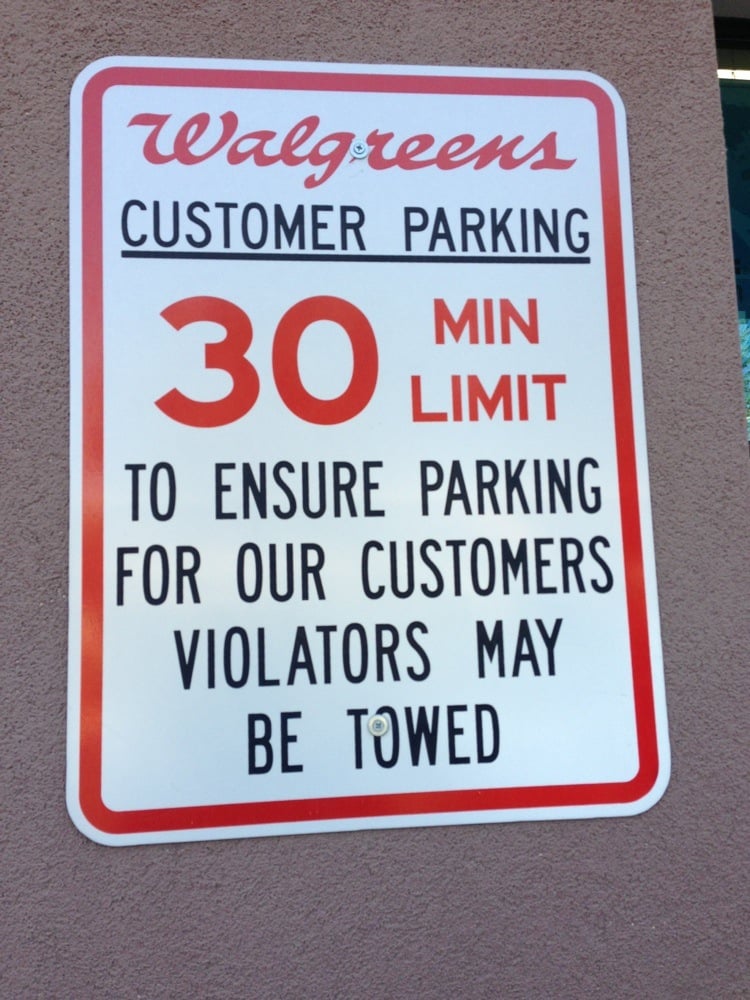 Walgreens
CUSTOMER PARKING
30 MIN LIMIT
TO ENSURE PARKING
FOR OUR CUSTOMERS
VIOLATORS MAY
BE TOWED